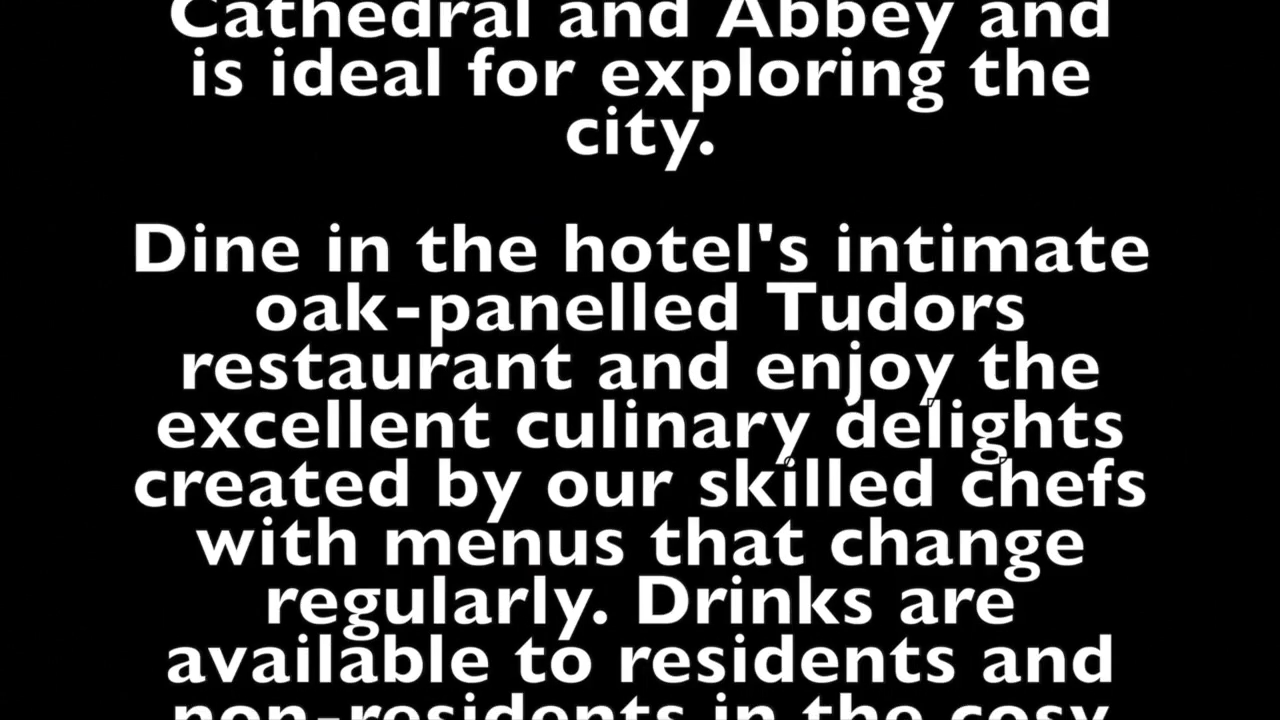 Cathedral and Abbey and
is ideal for exploring the
city.
Dine in the hotel's intimate
oak-panelled Tudors
restaurant and enjoy the
excellent culinary delights
created by our skilled chefs
with menus that change
regularly. Drinks are
available to residents and
non-residents in the cosy